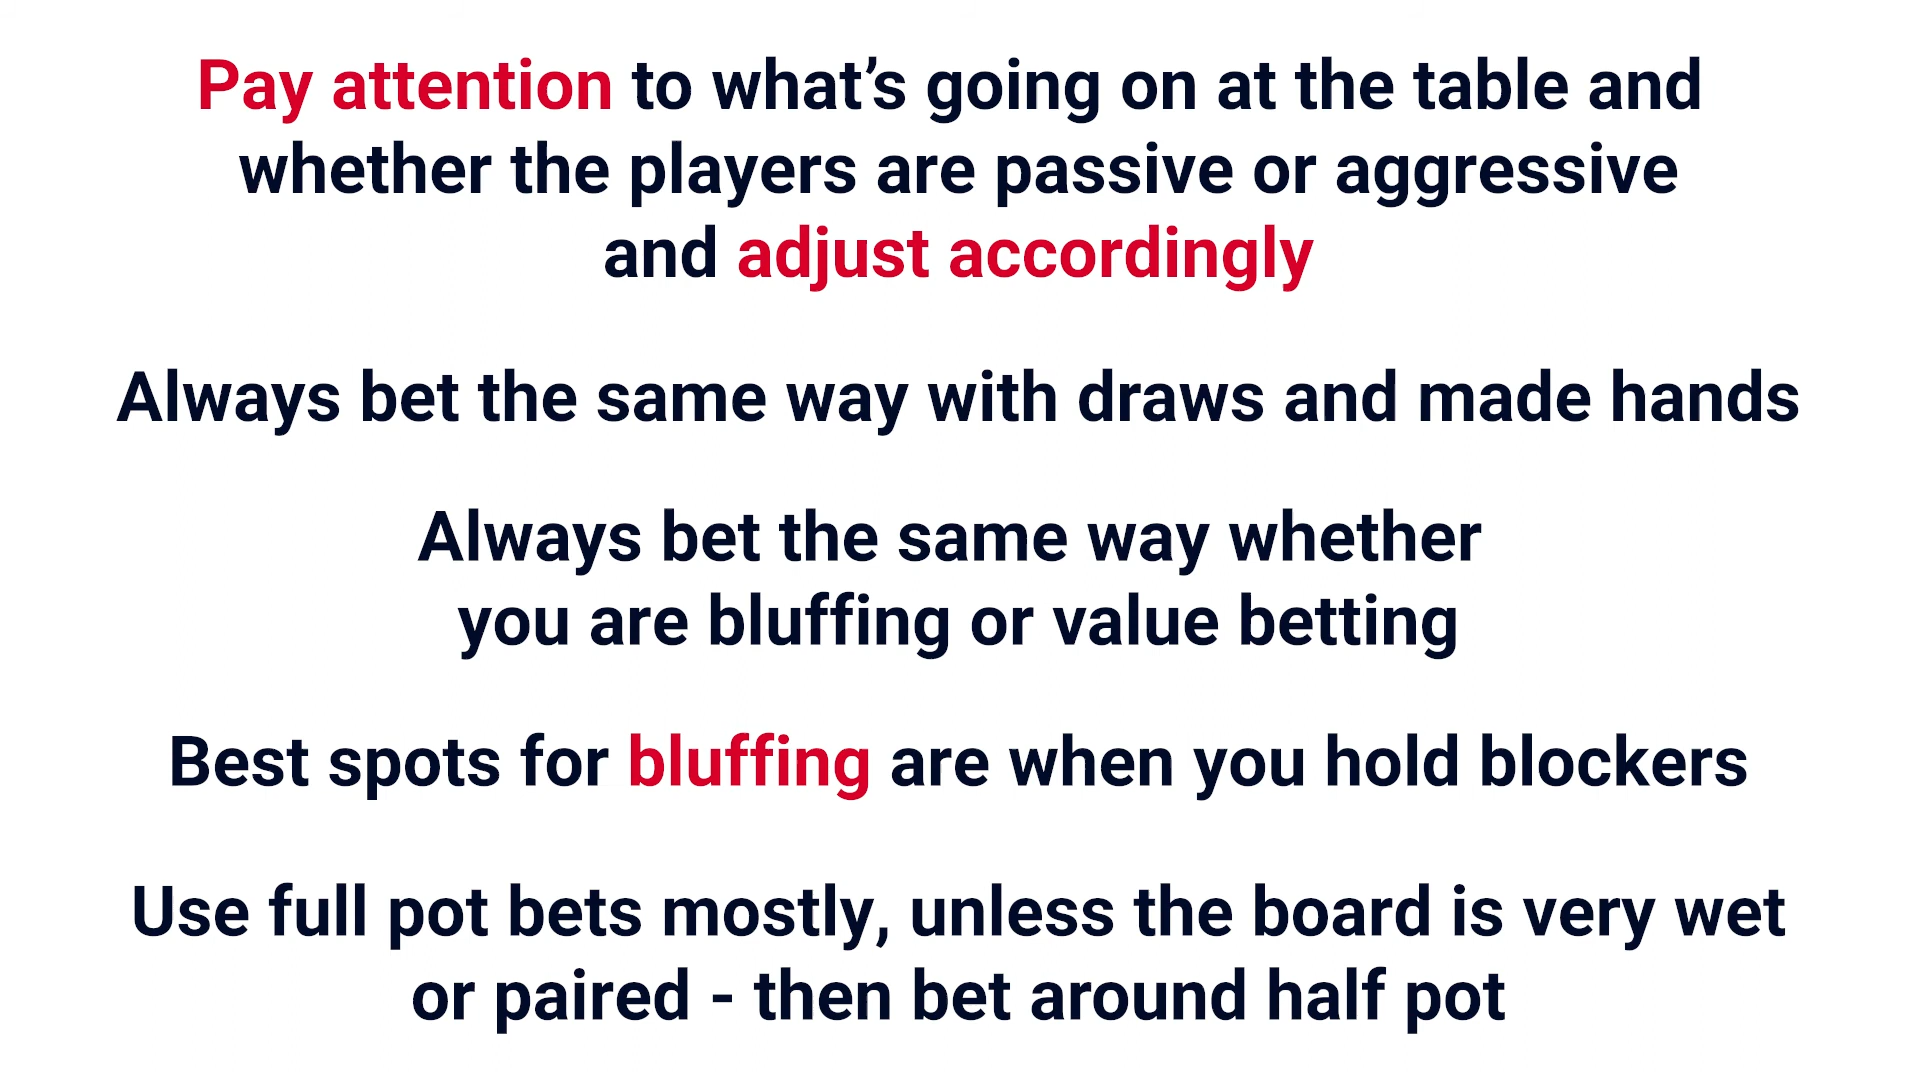 Pay attention to what’s going on at the table and
whether the players are passive or aggressive
and adjust accordingly
Always bet the same way with draws and made hands
Always bet the same way whether
you are bluffing or value betting
Best spots for bluffing are when you hold blockers
Use full pot bets mostly, unless the board is very wet
or paired - then bet around half pot